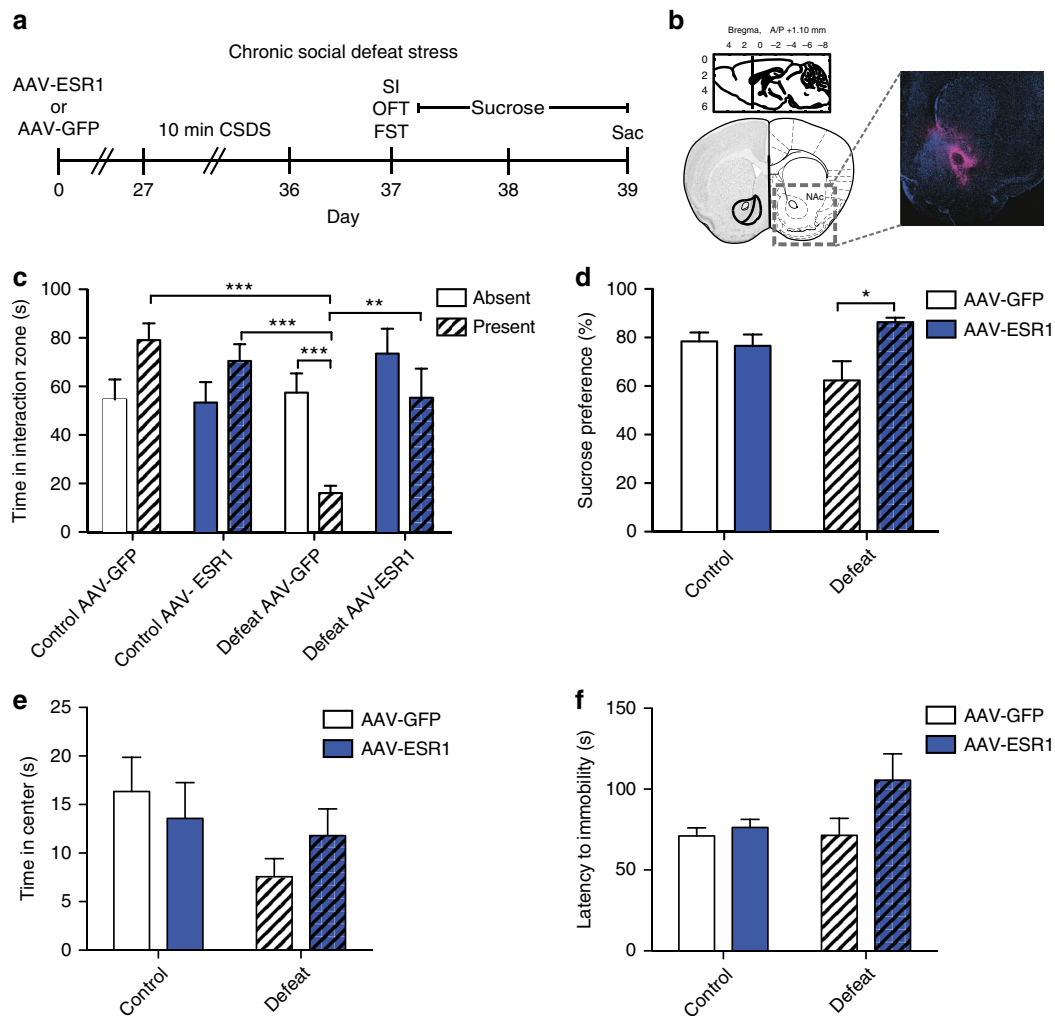 a
Chronic social defeat stress
AAV-ESR1
or
AAV-GFP
10 min CSDS
SI
OFT
FST
Sucrose
Sac
0 27 36 37 38 39
Day
b
Bregma, A/P +1.10 mm
4 2 0 −2 −4 −6 −8
0
2
4
6
NAc
c
Time in interaction zone (s)
100
80
60
40
20
0
***
***
***
**
Absent
Present
Control AAV-GFP
Control AAV- ESR1
Defeat AAV-GFP
Defeat AAV-ESR1
d
Sucrose preference (%)
100
80
60
40
20
0
*
AAV-GFP
AAV-ESR1
Control
Defeat
e
Time in center (s)
25
20
15
10
5
0
AAV-GFP
AAV-ESR1
Control
Defeat
f
Latency to immobility (s)
150
100
50
0
AAV-GFP
AAV-ESR1
Control
Defeat